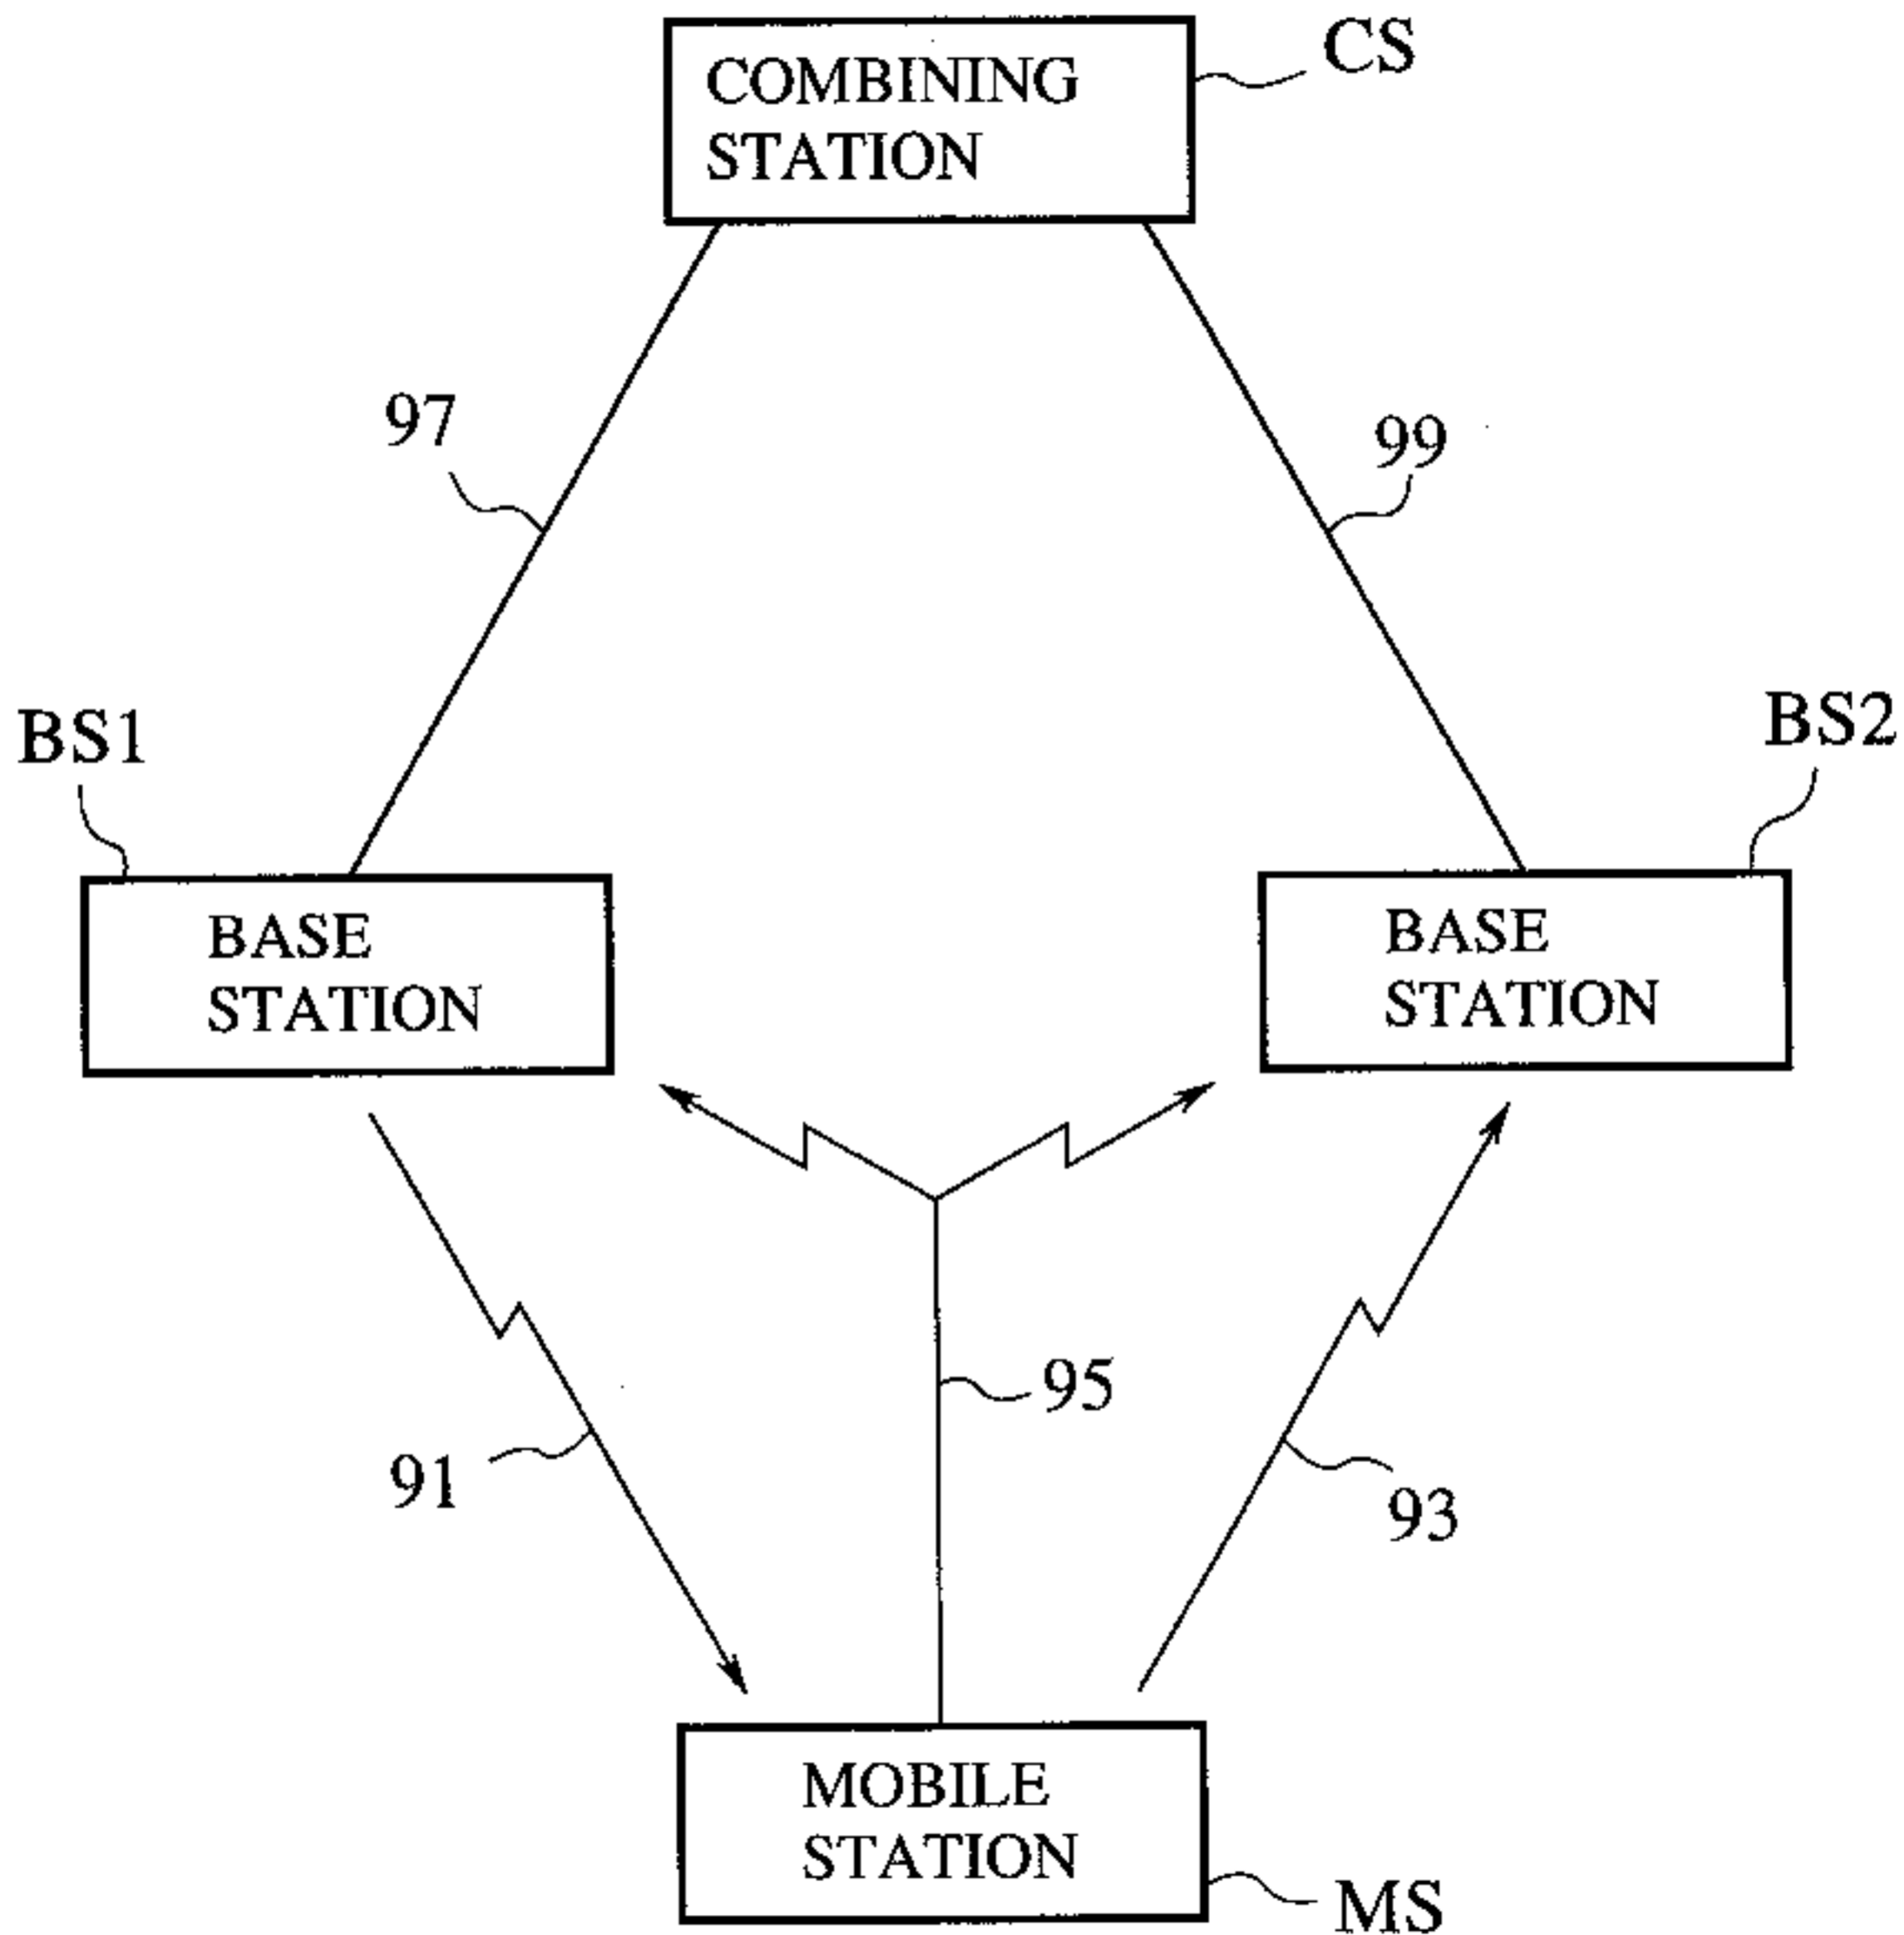 COMBINING
STATION
CS
97
99
BS1
BS2
BASE
STATION
BASE
STATION
95
91
93
MOBILE
STATION
MS